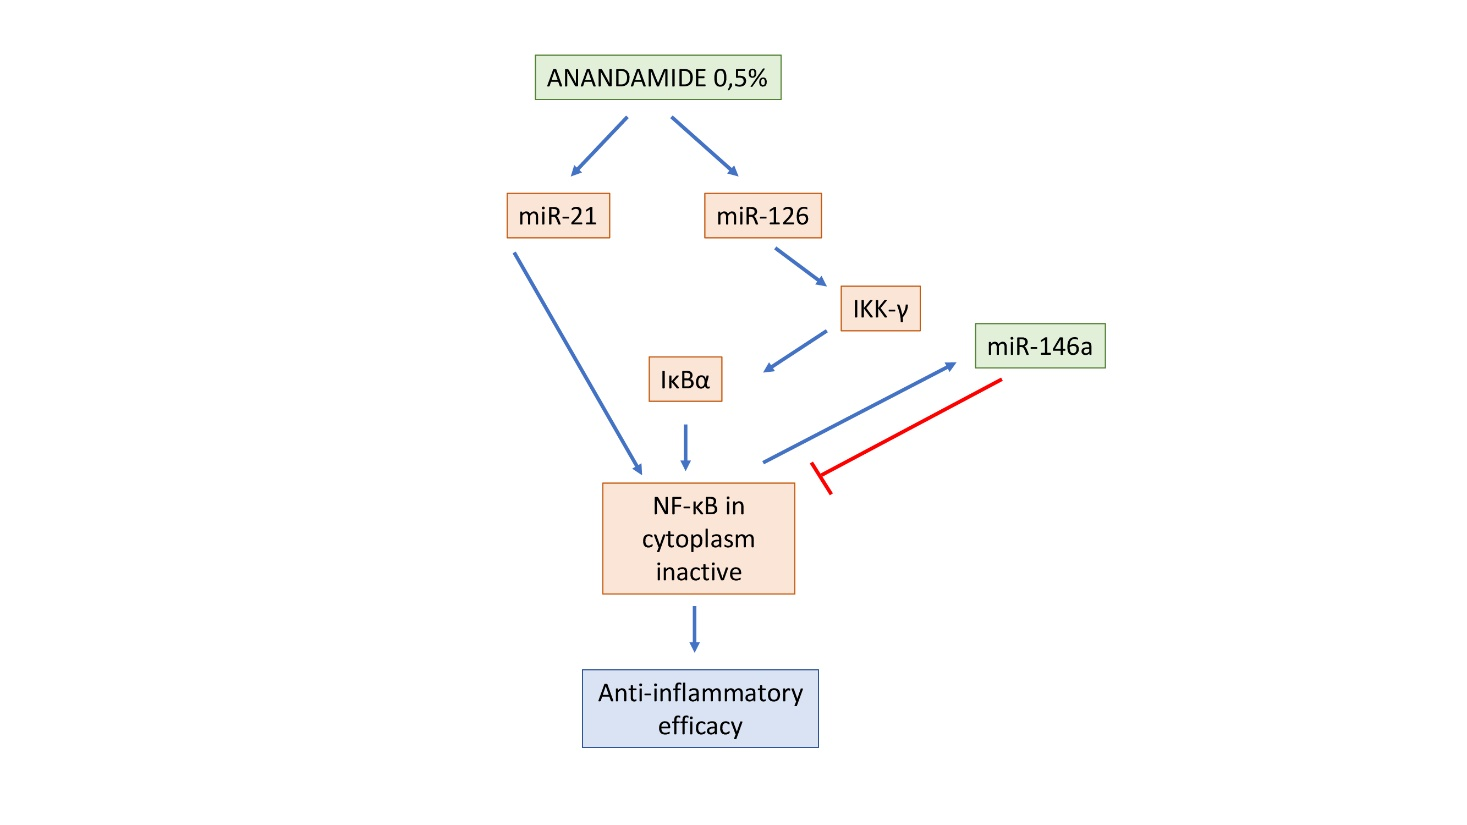 ANANDAMIDE 0,5%
miR-21
miR-126
IKK-γ
miR-146a
IκBα
NF-κB in
cytoplasm
inactive
Anti-inflammatory
efficacy